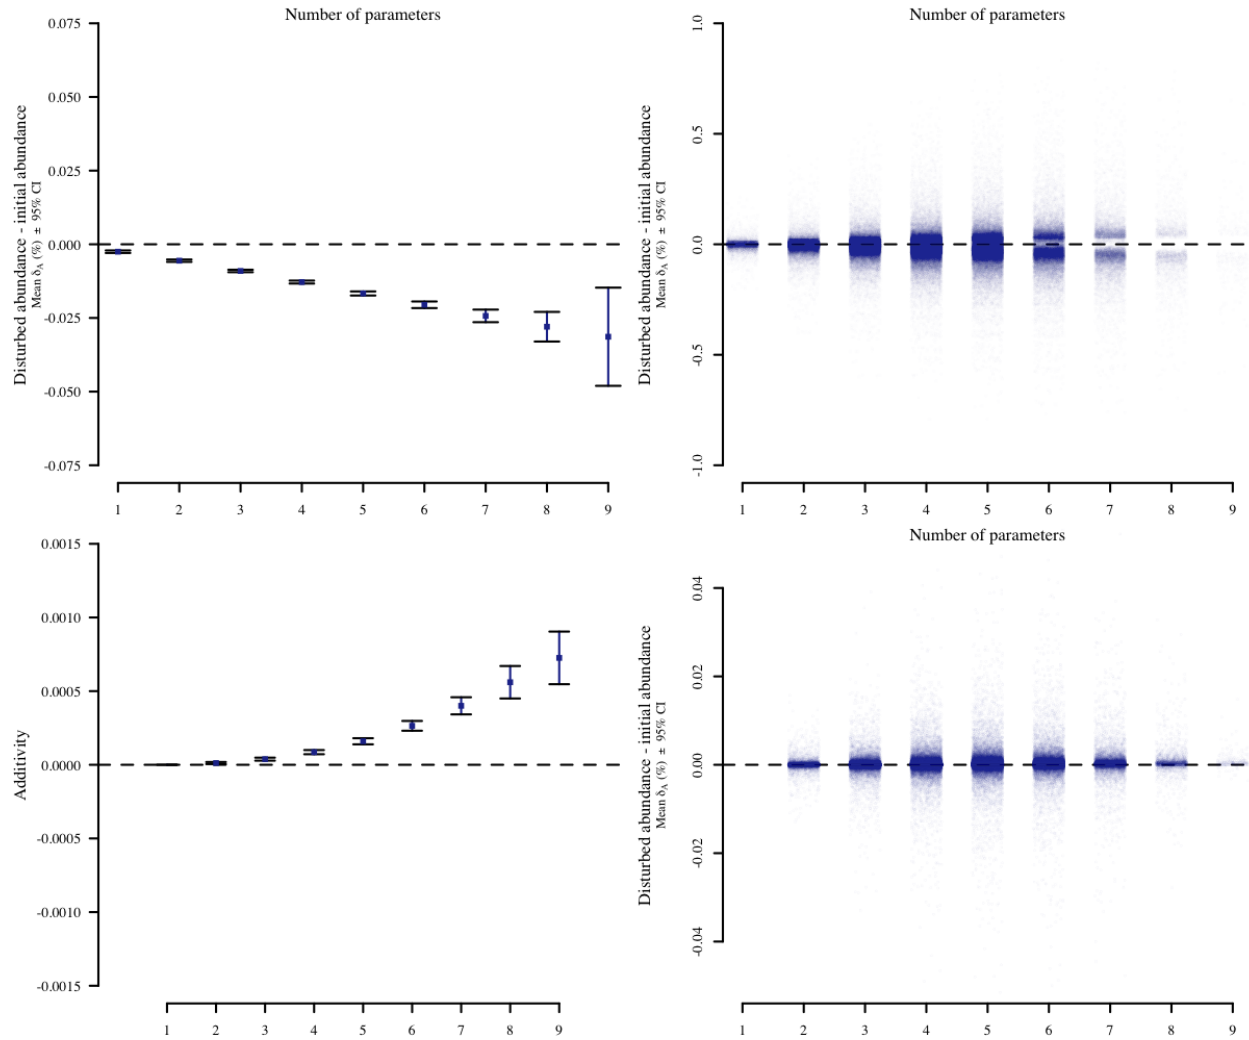 Number of parameters
0.075
0.050
0.025
0.000
-0.025
-0.050
-0.075
Disturbed abundance - initial abundance
Mean δA (%) ± 95% CI
1 2 3 4 5 6 7 8 9
Number of parameters
1.0
0.5
0.0
-0.5
-1.0
Disturbed abundance - initial abundance
Mean δA (%) ± 95% CI
1 2 3 4 5 6 7 8 9
0.0015
0.0010
0.0005
0.0000
-0.0005
-0.0010
-0.0015
Additivity
1 2 3 4 5 6 7 8 9
Number of parameters
0.04
0.02
0.00
-0.02
-0.04
Disturbed abundance - initial abundance
Mean δA (%) ± 95% CI
1 2 3 4 5 6 7 8 9